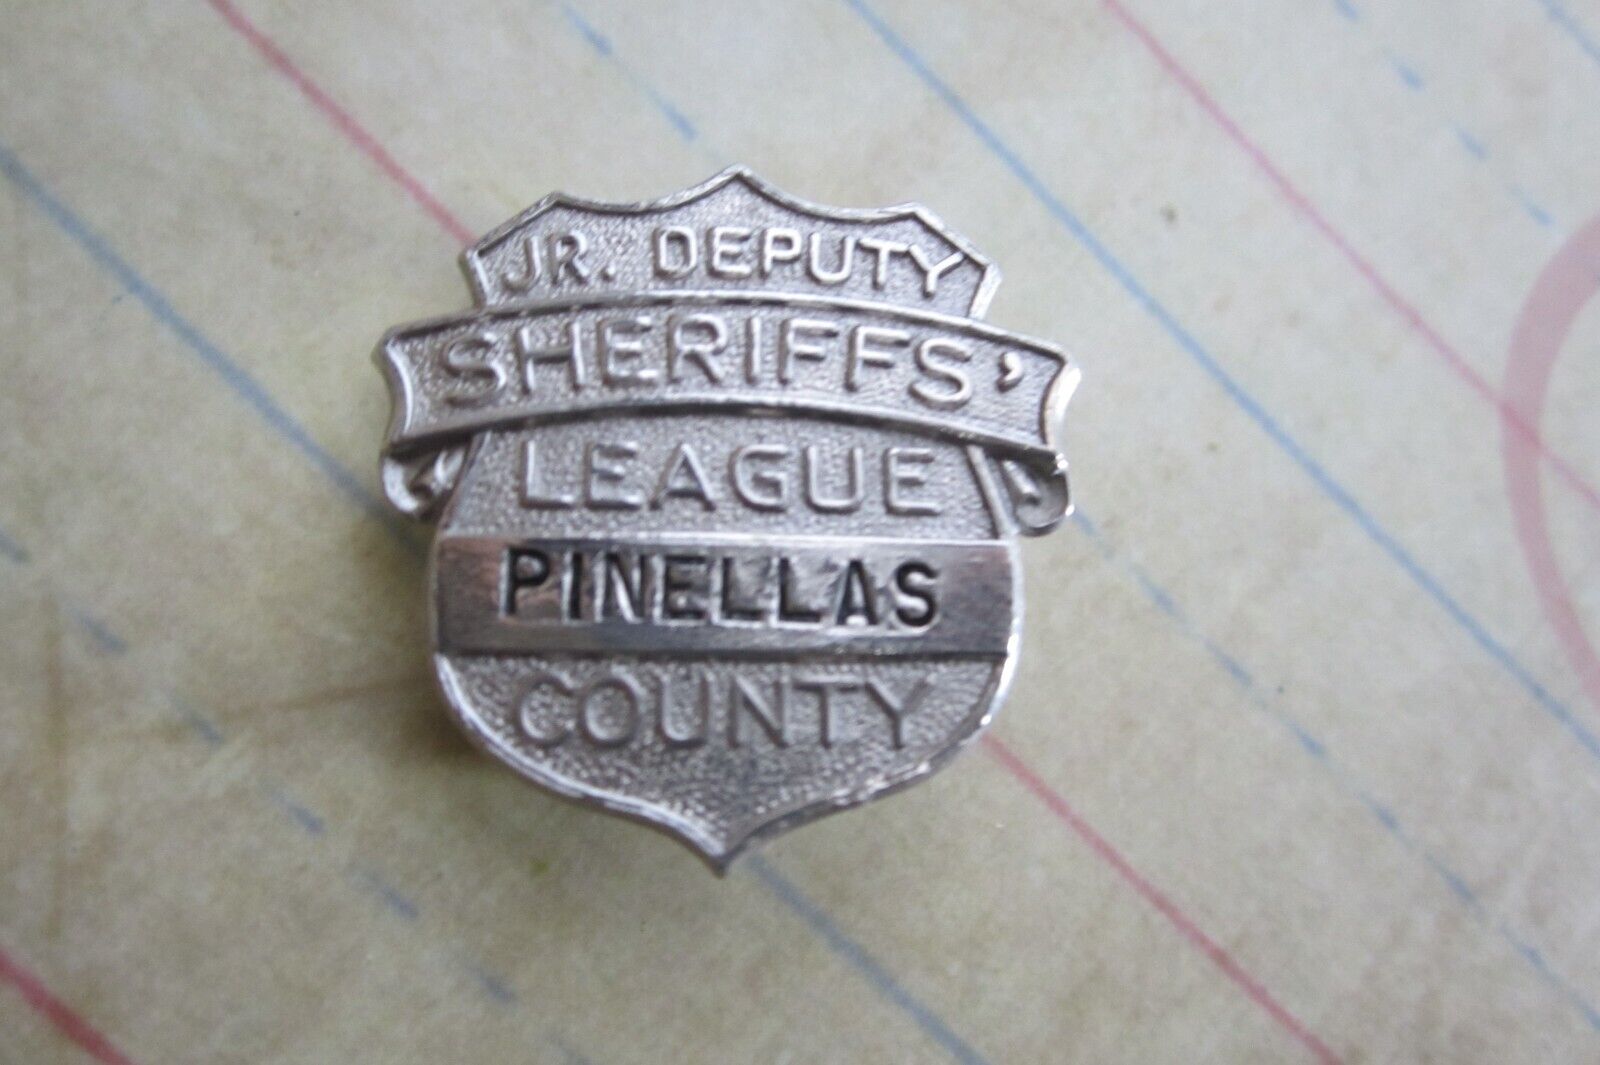 JR. DEPUTY
SHERIFFS'
LEAGUE
PINELLAS
COUNTY